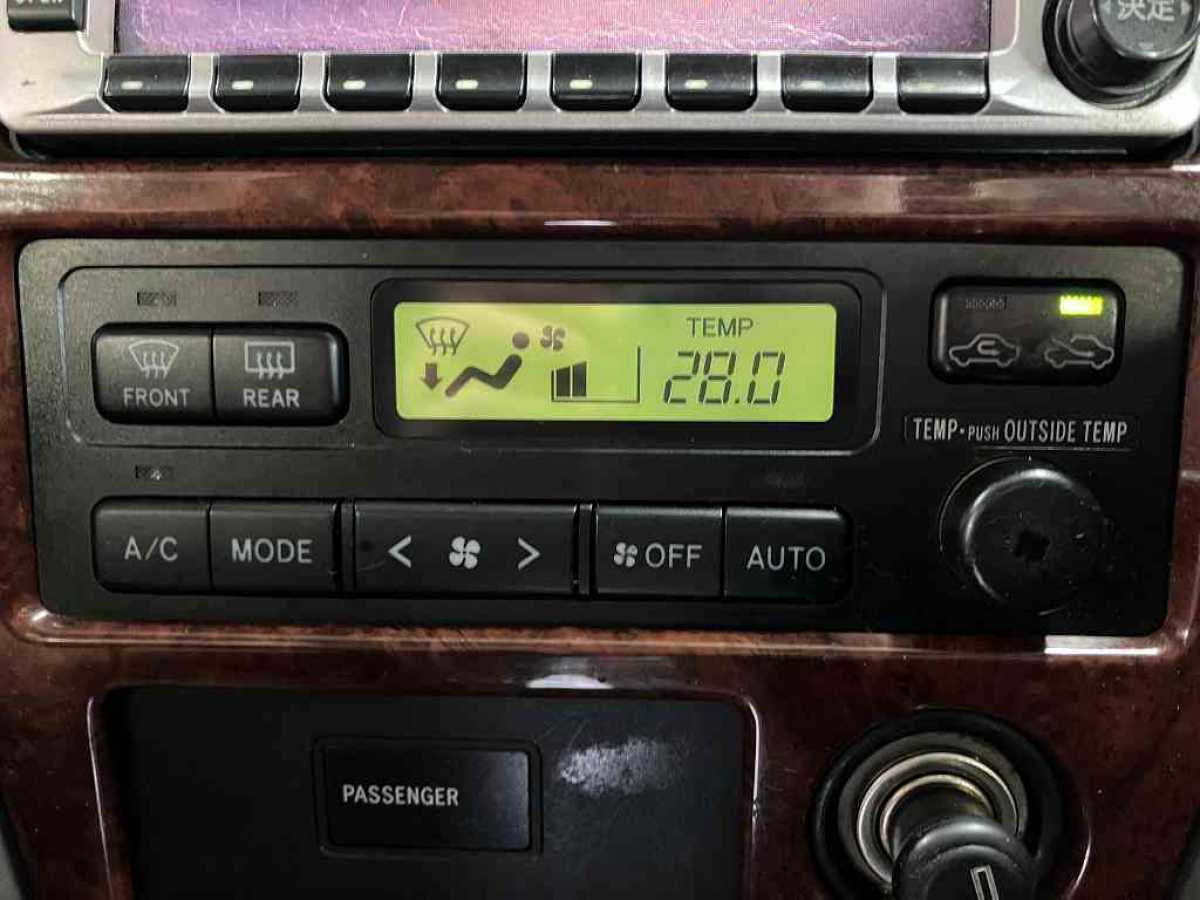 決定
TEMP
28.0
FRONT
REAR
TEMP·PUSH OUTSIDE TEMP
A/C
MODE
< >
OFF
AUTO
PASSENGER